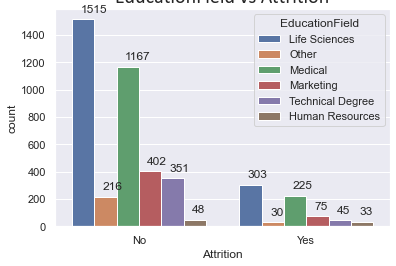 EducationField vs Attrition
1515
1167
402
351
216
48
303
225
75
45
33
30
EducationField
Life Sciences
Other
Medical
Marketing
Technical Degree
Human Resources
1400
1200
1000
800
600
400
200
0
count
No
Yes
Attrition